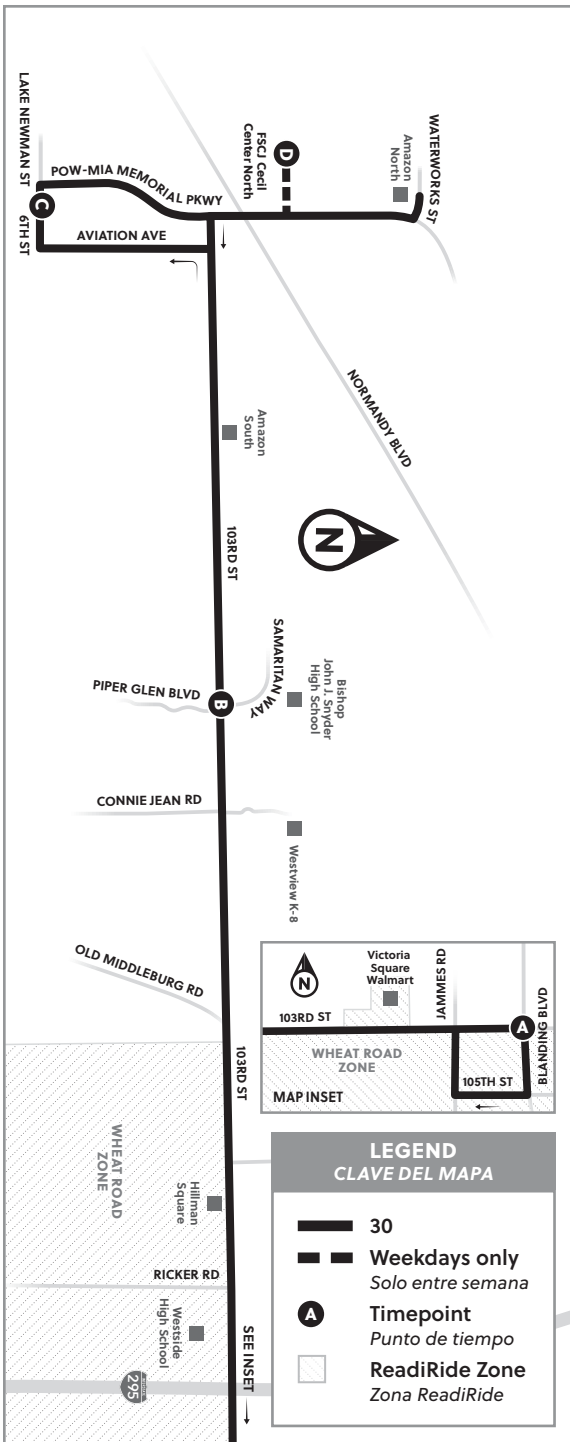 WATERWORKS ST
Amazon
North
FSCJ Cecil
Center North
D
LAKE NEWMAN ST
POW-MIA MEMORIAL PKWY
C
6TH ST
AVIATION AVE
NORMANDY BLVD
Amazon
South
103RD ST
N
SAMARITAN WAY
Bishop
John J. Snyder
High School
PIPER GLEN BLVD
B
CONNIE JEAN RD
Westview K-8
OLD MIDDLEBURG RD
103RD ST
WHEAT ROAD
ZONE
Hillman
Square
RICKER RD
Westside
High School
SEE INSET
295
N
Victoria
Square
Walmart
JAMMES RD
103RD ST
A
BLANDING BLVD
WHEAT ROAD
ZONE
105TH ST
MAP INSET
LEGEND
CLAVE DEL MAPA
30
Weekdays only
Solo entre semana
A
Timepoint
Punto de tiempo
ReadiRide Zone
Zona ReadiRide